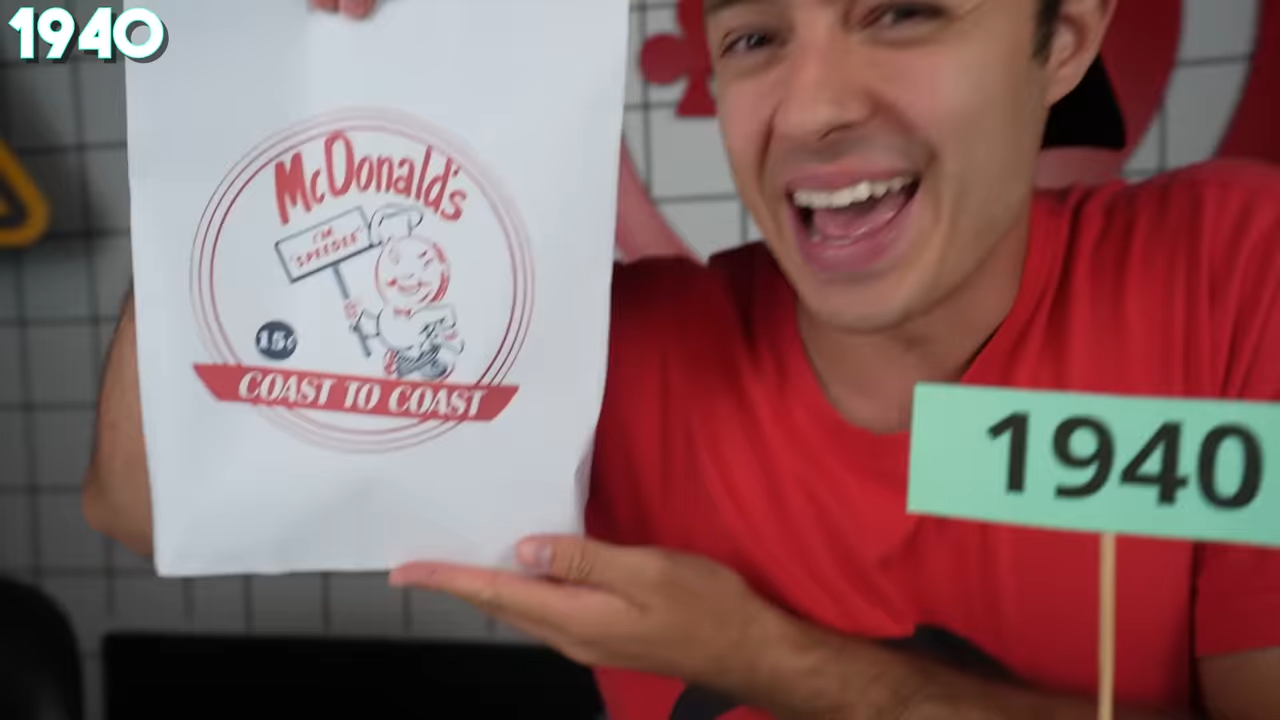 1940
McDonald's
I'M
"SPEEDEE"
15¢
COAST TO COAST
1940